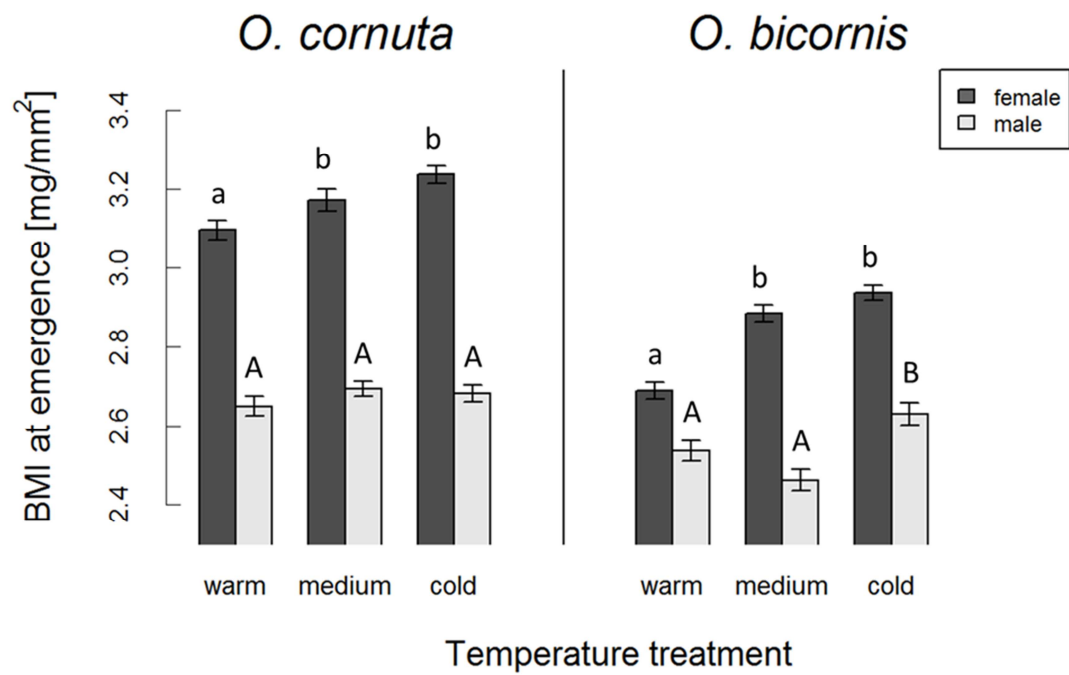 O. cornuta
O. bicornis
female
male
BMI at emergence [mg/mm²]
3.4
3.2
3.0
2.8
2.6
2.4
a
b
b
A
A
A
a
b
b
A
A
B
warm
medium
cold
warm
medium
cold
Temperature treatment